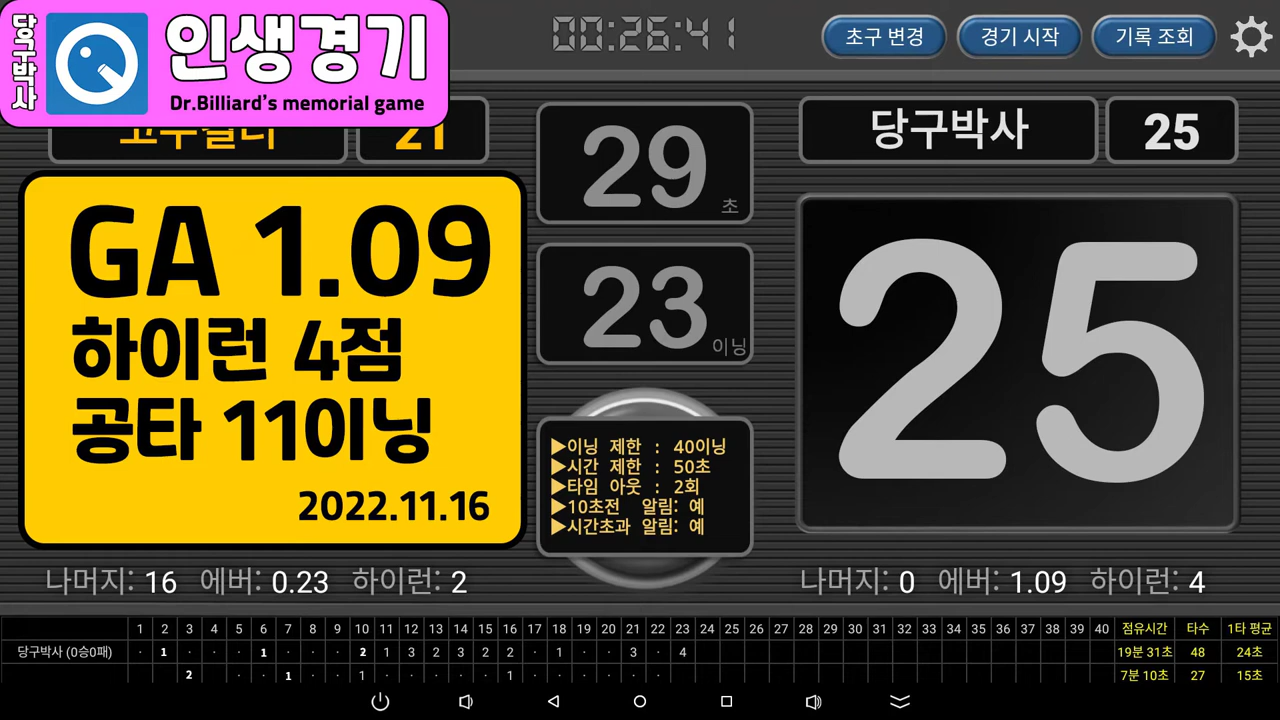 당구박사
인생경기
Dr.Billiard's memorial game
00:26:41
초구 변경
경기 시작
기록 조회
21
당구박사
25
29
초
23
이닝
GA 1.09
하이런 4점
공타 11이닝
2022.11.16
25
▶이닝 제한 : 40이닝
▶시간 제한 : 50초
▶타임 아웃 : 2회
▶10초전 알림: 예
▶시간초과 알림: 예
나머지: 16 에버: 0.23 하이런: 2
나머지: 0 에버: 1.09 하이런: 4
1 2 3 4 5 6 7 8 9 10 11 12 13 14 15 16 17 18 19 20 21 22 23 24 25 26 27 28 29 30 31 32 33 34 35 36 37 38 39 40 점유시간 타수 1타 평균
당구박사 (0승0패) · 1 · · · 1 · · · 2 1 3 2 2 2 2 · 1 · · 3 · 4 19분 31초 48 24초
2 · · · 1 · · 1 · · · · · 1 · · · · · · 7분 10초 27 15초